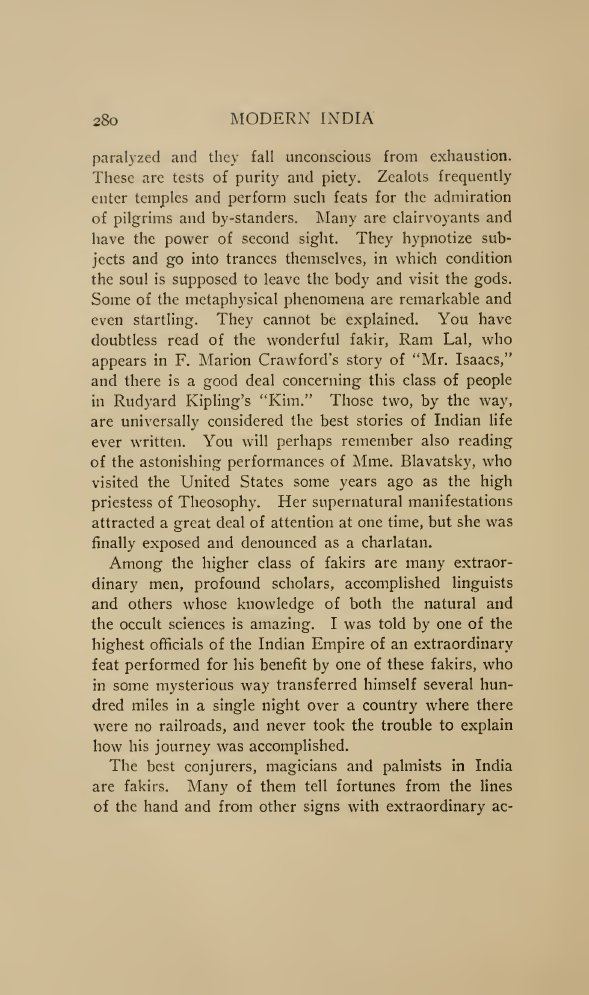 280 MODERN INDIA
paralyzed and they fall unconscious from exhaustion.
These are tests of purity and piety. Zealots frequently
enter temples and perform such feats for the admiration
of pilgrims and by-standers. Many are clairvoyants and
have the power of second sight. They hypnotize sub-
jects and go into trances themselves, in which condition
the soul is supposed to leave the body and visit the gods.
Some of the metaphysical phenomena are remarkable and
even startling. They cannot be explained. You have
doubtless read of the wonderful fakir, Ram Lal, who
appears in F. Marion Crawford's story of "Mr. Isaacs,"
and there is a good deal concerning this class of people
in Rudyard Kipling's "Kim." Those two, by the way,
are universally considered the best stories of Indian life
ever written. You will perhaps remember also reading
of the astonishing performances of Mme. Blavatsky, who
visited the United States some years ago as the high
priestess of Theosophy. Her supernatural manifestations
attracted a great deal of attention at one time, but she was
finally exposed and denounced as a charlatan.
Among the higher class of fakirs are many extraor-
dinary men, profound scholars, accomplished linguists
and others whose knowledge of both the natural and
the occult sciences is amazing. I was told by one of the
highest officials of the Indian Empire of an extraordinary
feat performed for his benefit by one of these fakirs, who
in some mysterious way transferred himself several hun-
dred miles in a single night over a country where there
were no railroads, and never took the trouble to explain
how his journey was accomplished.
The best conjurers, magicians and palmists in India
are fakirs. Many of them tell fortunes from the lines
of the hand and from other signs with extraordinary ac-